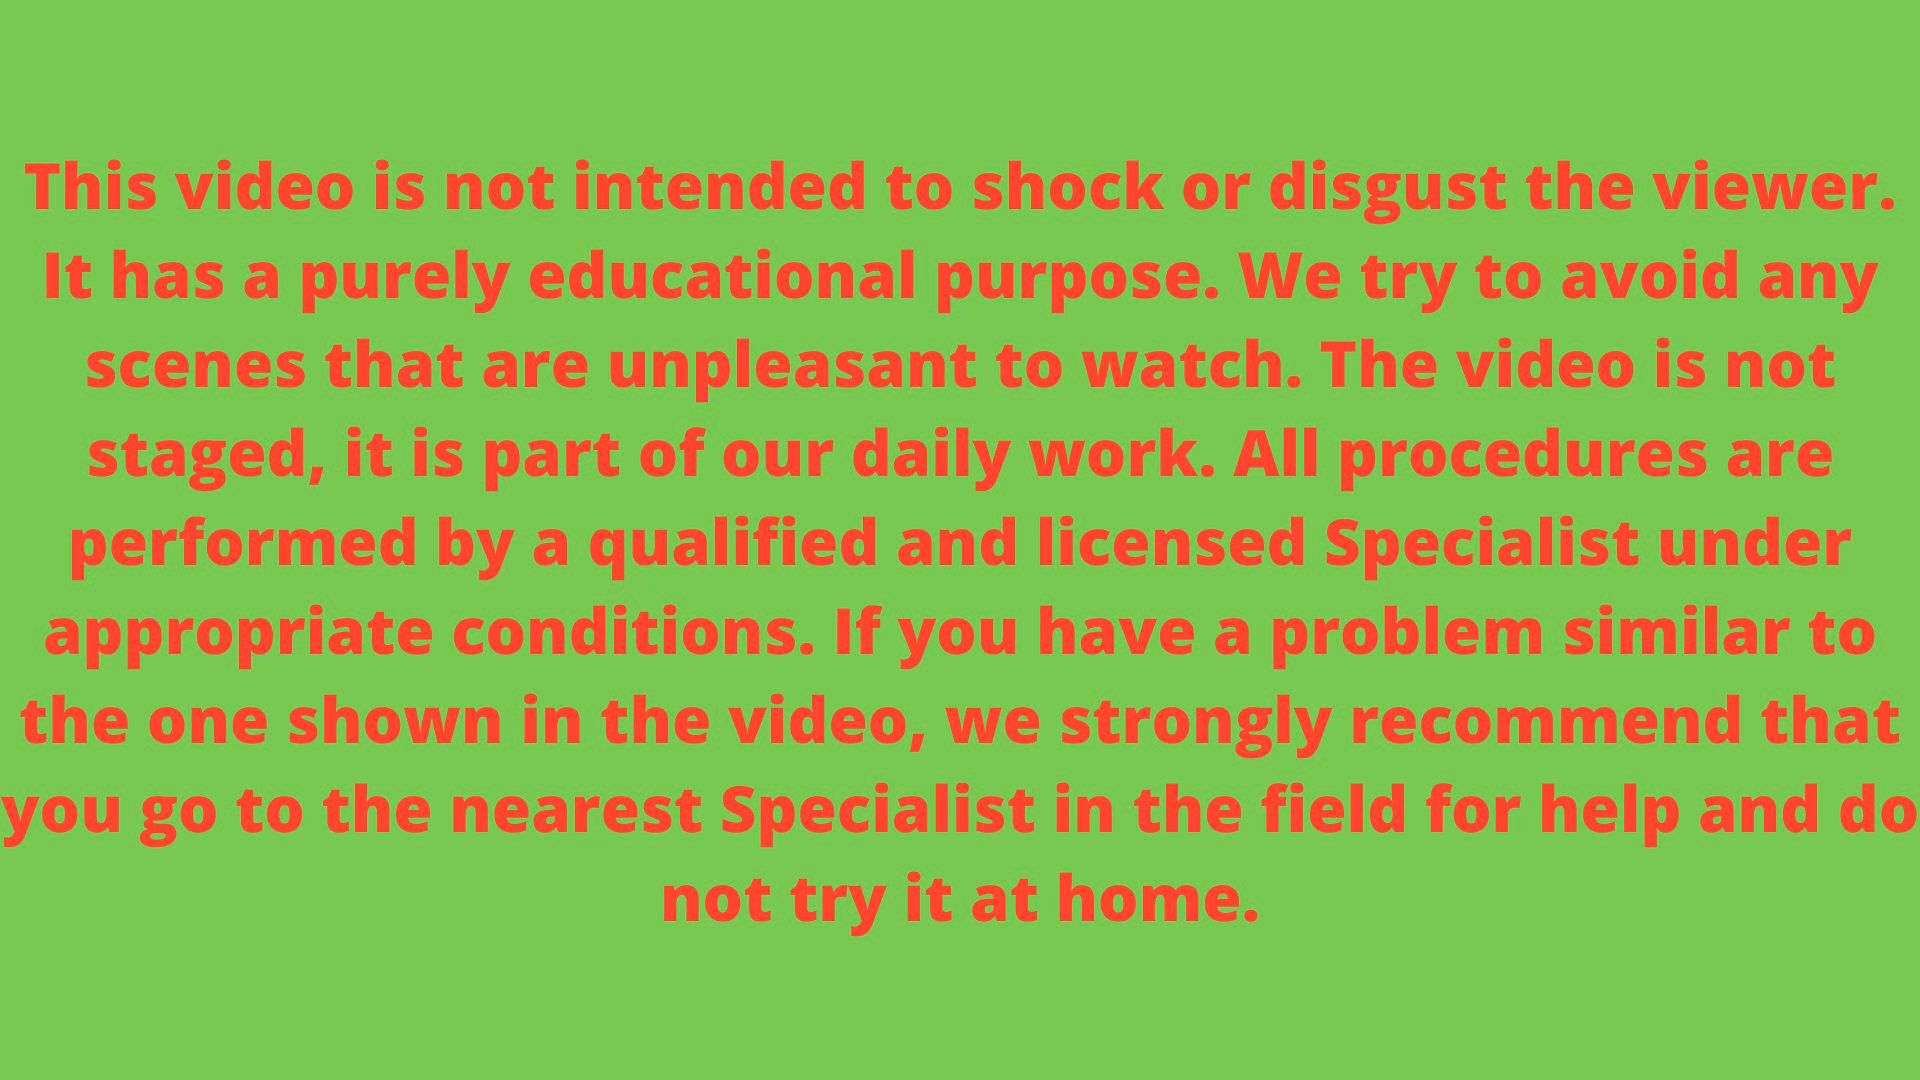 This video is not intended to shock or disgust the viewer.
It has a purely educational purpose. We try to avoid any
scenes that are unpleasant to watch. The video is not
staged, it is part of our daily work. All procedures are
performed by a qualified and licensed Specialist under
appropriate conditions. If you have a problem similar to
the one shown in the video, we strongly recommend that
you go to the nearest Specialist in the field for help and do
not try it at home.